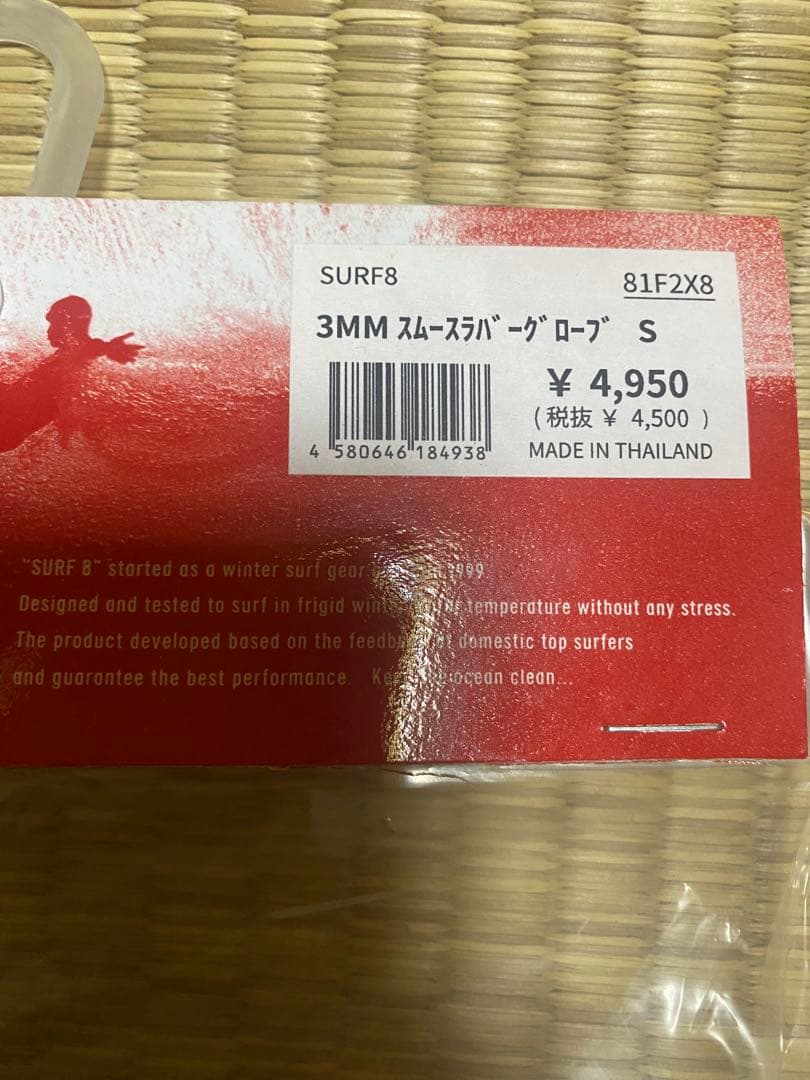 SURF8 81F2X8
3MM ｽﾑｰｽﾗﾊﾞｰｸﾞﾛｰﾌﾞ S
¥ 4,950
(税抜 ¥ 4,500 )
4 580646 184938
MADE IN THAILAND
"SURF 8" started as a winter surf gear 999
Designed and tested to surf in frigid temperature without any stress.
The product developed based on the domestic top surfers
and guarantee the best performance. ocean clean...